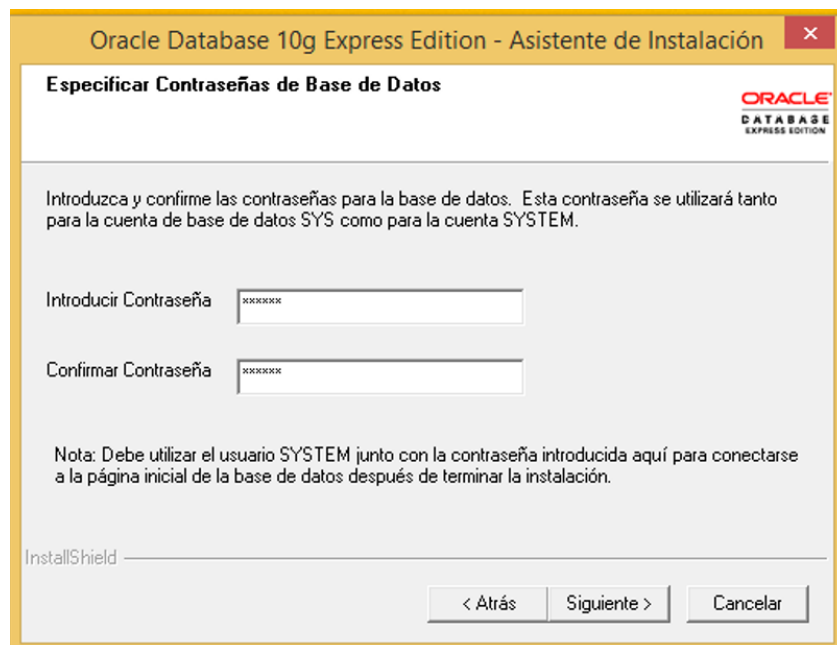 Oracle Database 10g Express Edition - Asistente de Instalación
×
Especificar Contraseñas de Base de Datos
ORACLE
DATABASE
EXPRESS EDITION
Introduzca y confirme las contraseñas para la base de datos. Esta contraseña se utilizará tanto
para la cuenta de base de datos SYS como para la cuenta SYSTEM.
Introducir Contraseña
××××××
Confirmar Contraseña
××××××
Nota: Debe utilizar el usuario SYSTEM junto con la contraseña introducida aquí para conectarse
a la página inicial de la base de datos después de terminar la instalación.
InstallShield
< Atrás
Siguiente >
Cancelar